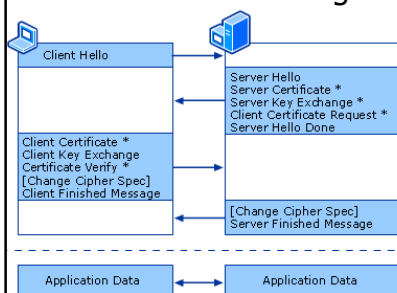 Client Hello
Server Hello
Server Certificate *
Server Key Exchange *
Client Certificate Request *
Server Hello Done
Client Certificate *
Client Key Exchange
Certificate Verify *
[Change Cipher Spec]
Client Finished Message
[Change Cipher Spec]
Server Finished Message
Application Data
Application Data